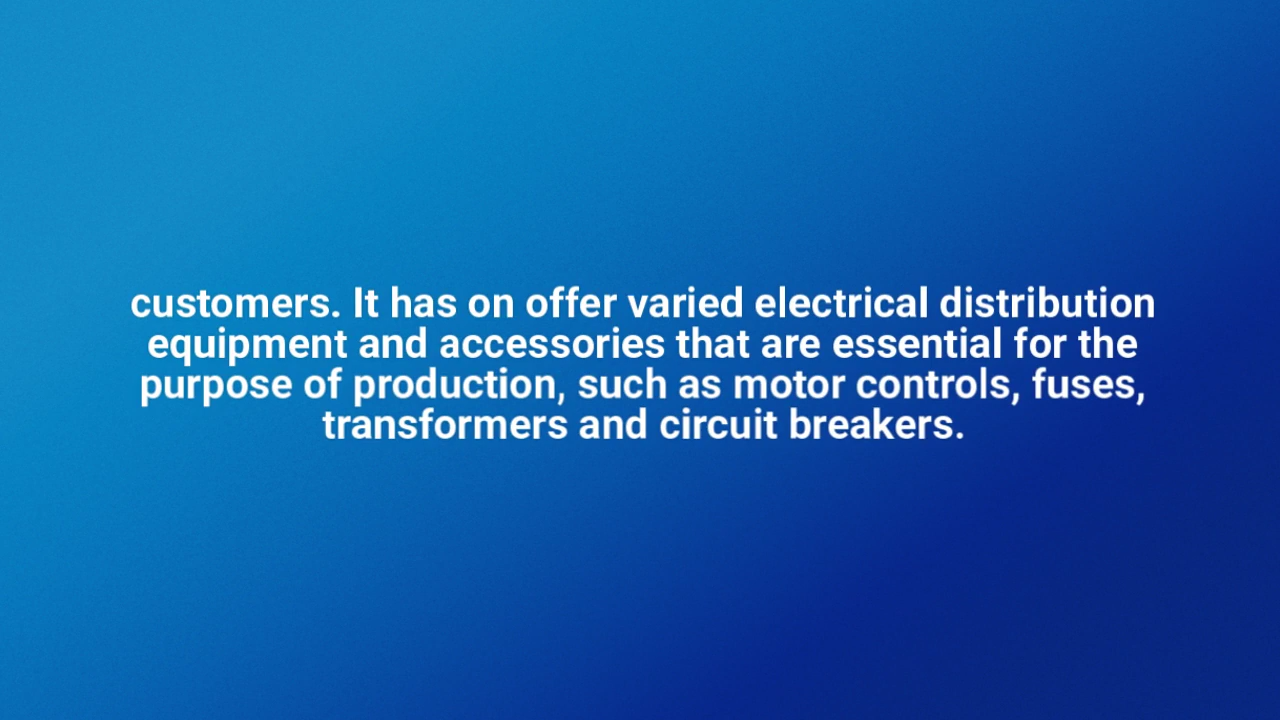 customers. It has on offer varied electrical distribution
equipment and accessories that are essential for the
purpose of production, such as motor controls, fuses,
transformers and circuit breakers.